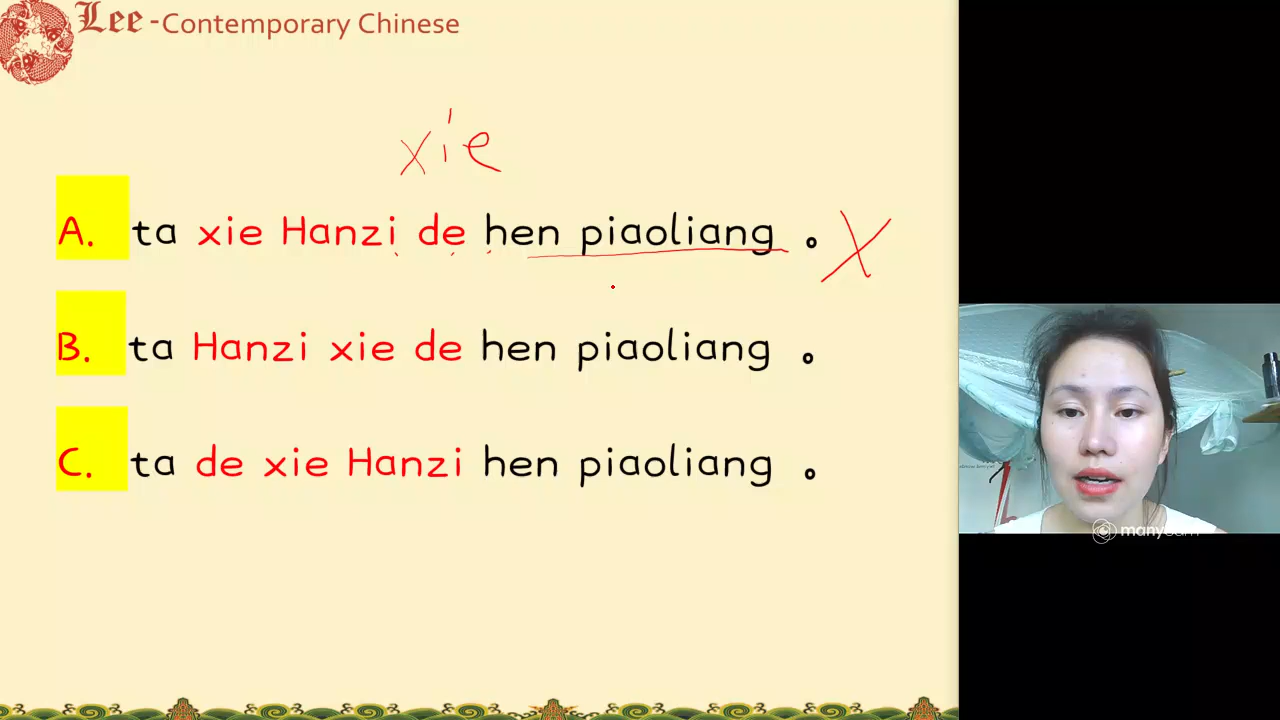 Lee -Contemporary Chinese
xie
A. ta xie Hanzi de hen piaoliang 。 X
B. ta Hanzi xie de hen piaoliang 。
C. ta de xie Hanzi hen piaoliang 。
manycam